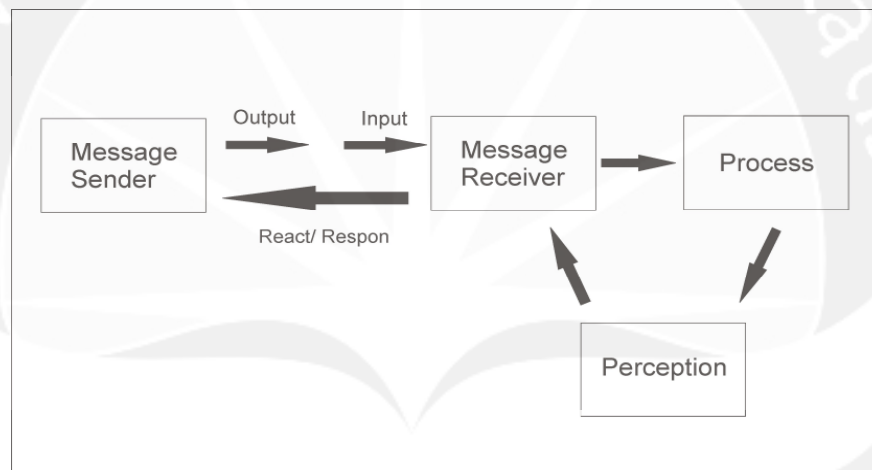 Output
Input
Message
Sender
Message
Receiver
Process
React/ Respon
Perception